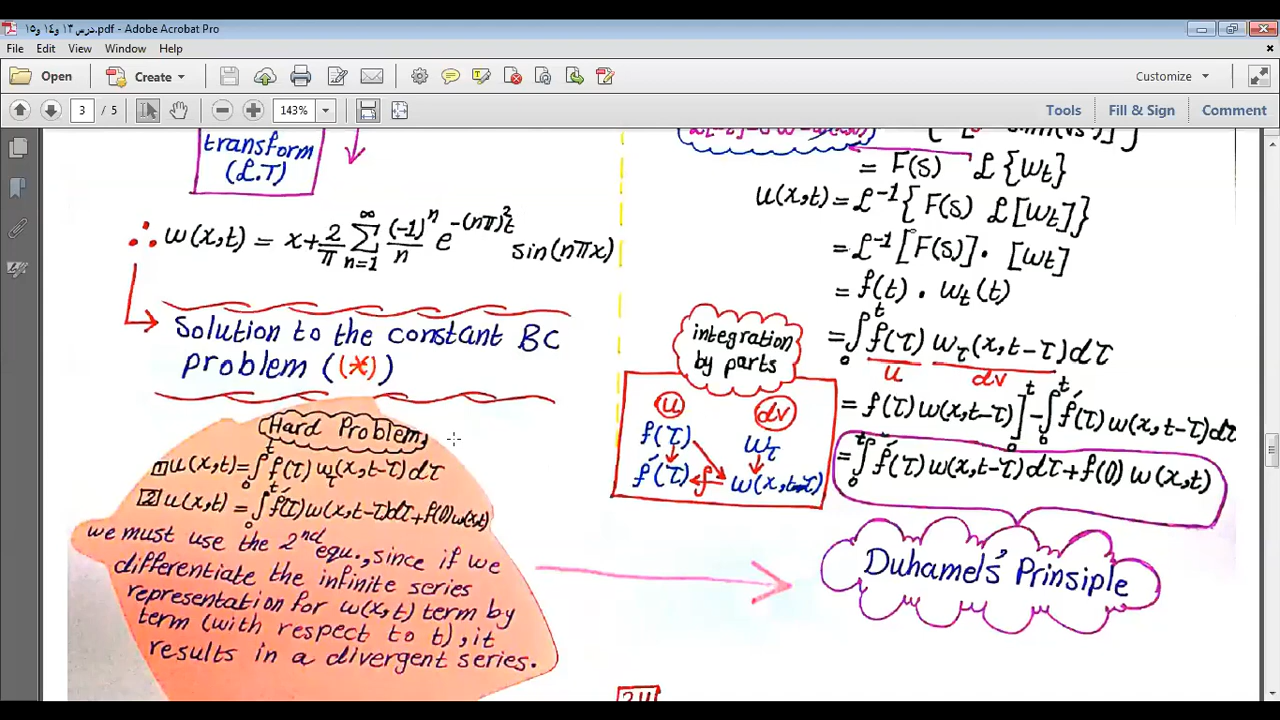 درس ١٣ و١٤ و١٥.pdf - Adobe Acrobat Pro
File Edit View Window Help
Open Create Customize
3 / 5 143% Tools Fill & Sign Comment
transform
(L.T)
∴ w(x,t) = x + 2/π ∑_{n=1}^{∞} (-1)^n/n e^{-(nπ)^2 t} sin(nπx)
Solution to the constant BC
problem (*)
Hard Problem
1 u(x,t) = ∫_0^t f(τ) w_t(x,t-τ)dτ
2 u(x,t) = ∫_0^t f́(τ) w(x,t-τ)dτ + f(0) w(x,t)
we must use the 2nd equ., since if we
differentiate the infinite series
representation for w(x,t) term by
term (with respect to t), it
results in a divergent series.
= F(s) L{w_t}
u(x,t) = L^{-1}{F(s) L[w_t]}
= L^{-1}[F(s)] · [w_t]
= f(t) · w_t(t)
= ∫_0^t f(τ) w_τ(x,t-τ)dτ
u dv
= f(τ) w(x,t-τ)]_0^t - ∫_0^t f́(τ) w(x,t-τ)dτ
= ∫_0^t f́(τ) w(x,t-τ)dτ + f(0) w(x,t)
integration
by parts
u dv
f(τ) w_τ
f́(τ) ∫ w(x,t-τ)
Duhamel's Prinsiple